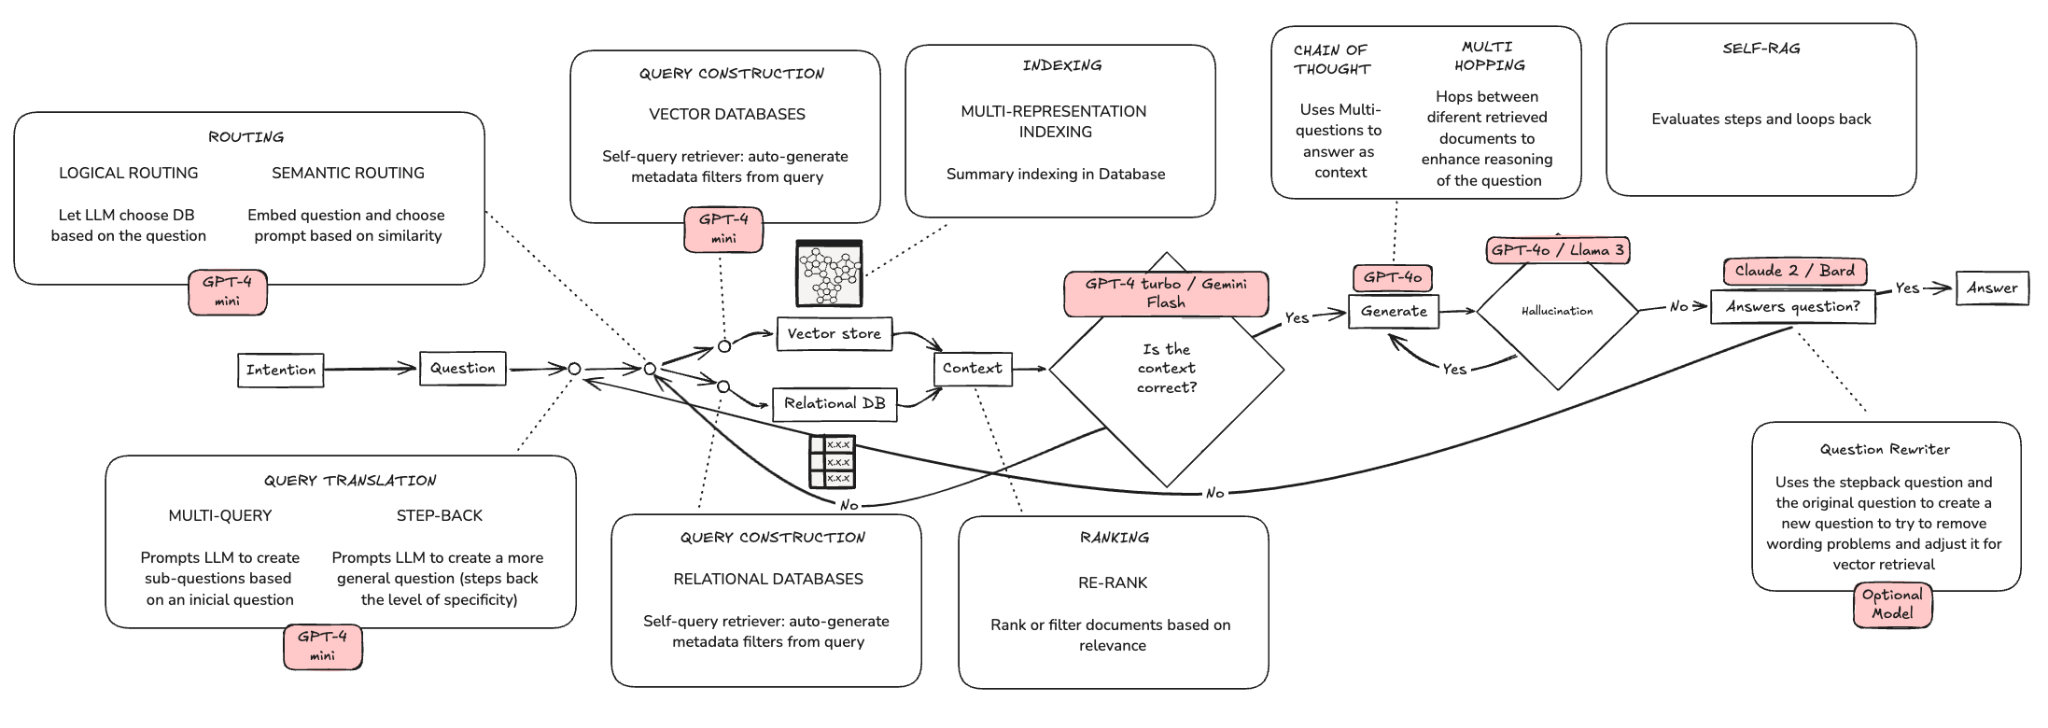 ROUTING
LOGICAL ROUTING
Let LLM choose DB
based on the question
SEMANTIC ROUTING
Embed question and choose
prompt based on similarity
GPT-4
mini
QUERY CONSTRUCTION
VECTOR DATABASES
Self-query retriever: auto-generate
metadata filters from query
GPT-4
mini
INDEXING
MULTI-REPRESENTATION
INDEXING
Summary indexing in Database
CHAIN OF
THOUGHT
Uses Multi-
questions to
answer as
context
MULTI
HOPPING
Hops between
diferent retrieved
documents to
enhance reasoning
of the question
SELF-RAG
Evaluates steps and loops back
Intention
Question
Vector store
Relational DB
x.x.x
x.x.x
x.x.x
Context
GPT-4 turbo / Gemini
Flash
Is the
context
correct?
Yes
No
GPT-4o
Generate
GPT-4o / Llama 3
Hallucination
Yes
No
Claude 2 / Bard
Answers question?
Yes
No
Answer
QUERY TRANSLATION
MULTI-QUERY
Prompts LLM to create
sub-questions based
on an inicial question
STEP-BACK
Prompts LLM to create a more
general question (steps back
the level of specificity)
GPT-4
mini
QUERY CONSTRUCTION
RELATIONAL DATABASES
Self-query retriever: auto-generate
metadata filters from query
RANKING
RE-RANK
Rank or filter documents based on
relevance
Question Rewriter
Uses the stepback question and
the original question to create a
new question to try to remove
wording problems and adjust it for
vector retrieval
Optional
Model